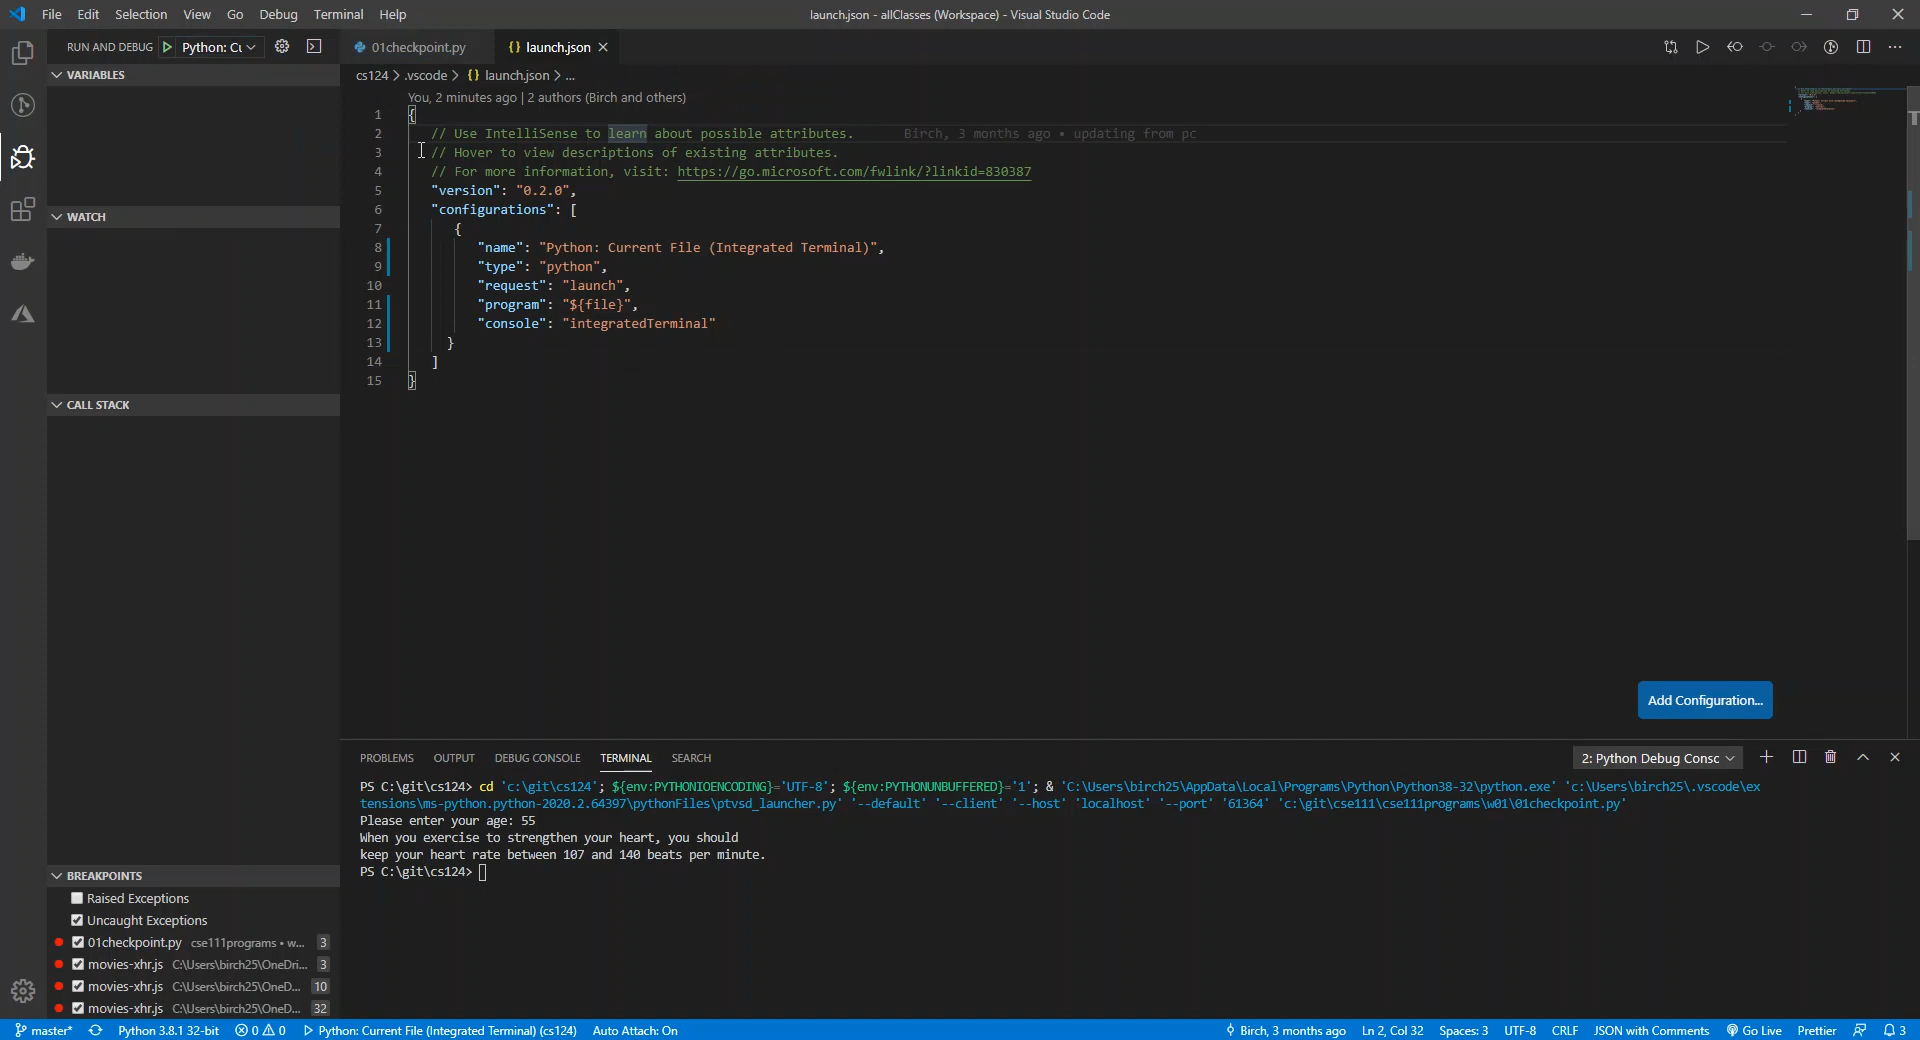 File Edit Selection View Go Debug Terminal Help
launch.json - allClasses (Workspace) - Visual Studio Code
RUN AND DEBUG Python: Cu
01checkpoint.py
{} launch.json
VARIABLES
cs124 > .vscode > {} launch.json > ...
You, 2 minutes ago | 2 authors (Birch and others)
1 {
2 // Use IntelliSense to learn about possible attributes. Birch, 3 months ago • updating from pc
3 // Hover to view descriptions of existing attributes.
4 // For more information, visit: https://go.microsoft.com/fwlink/?linkid=830387
5 "version": "0.2.0",
6 "configurations": [
7 {
8 "name": "Python: Current File (Integrated Terminal)",
9 "type": "python",
10 "request": "launch",
11 "program": "${file}",
12 "console": "integratedTerminal"
13 }
14 ]
15 }
WATCH
CALL STACK
Add Configuration...
PROBLEMS OUTPUT DEBUG CONSOLE TERMINAL SEARCH
2: Python Debug Consc
PS C:\git\cs124> cd 'c:\git\cs124'; ${env:PYTHONIOENCODING}='UTF-8'; ${env:PYTHONUNBUFFERED}='1'; & 'C:\Users\birch25\AppData\Local\Programs\Python\Python38-32\python.exe' 'c:\Users\birch25\.vscode\ex
tensions\ms-python.python-2020.2.64397\pythonFiles\ptvsd_launcher.py' '--default' '--client' '--host' 'localhost' '--port' '61364' 'c:\git\cse111\cse111programs\w01\01checkpoint.py'
Please enter your age: 55
When you exercise to strengthen your heart, you should
keep your heart rate between 107 and 140 beats per minute.
PS C:\git\cs124>
BREAKPOINTS
Raised Exceptions
Uncaught Exceptions
01checkpoint.py cse111programs • w... 3
movies-xhr.js C:\Users\birch25\OneDri... 3
movies-xhr.js C:\Users\birch25\OneD... 10
movies-xhr.js C:\Users\birch25\OneD... 32
master* Python 3.8.1 32-bit 0 0 Python: Current File (Integrated Terminal) (cs124) Auto Attach: On
Birch, 3 months ago Ln 2, Col 32 Spaces: 3 UTF-8 CRLF JSON with Comments Go Live Prettier 3